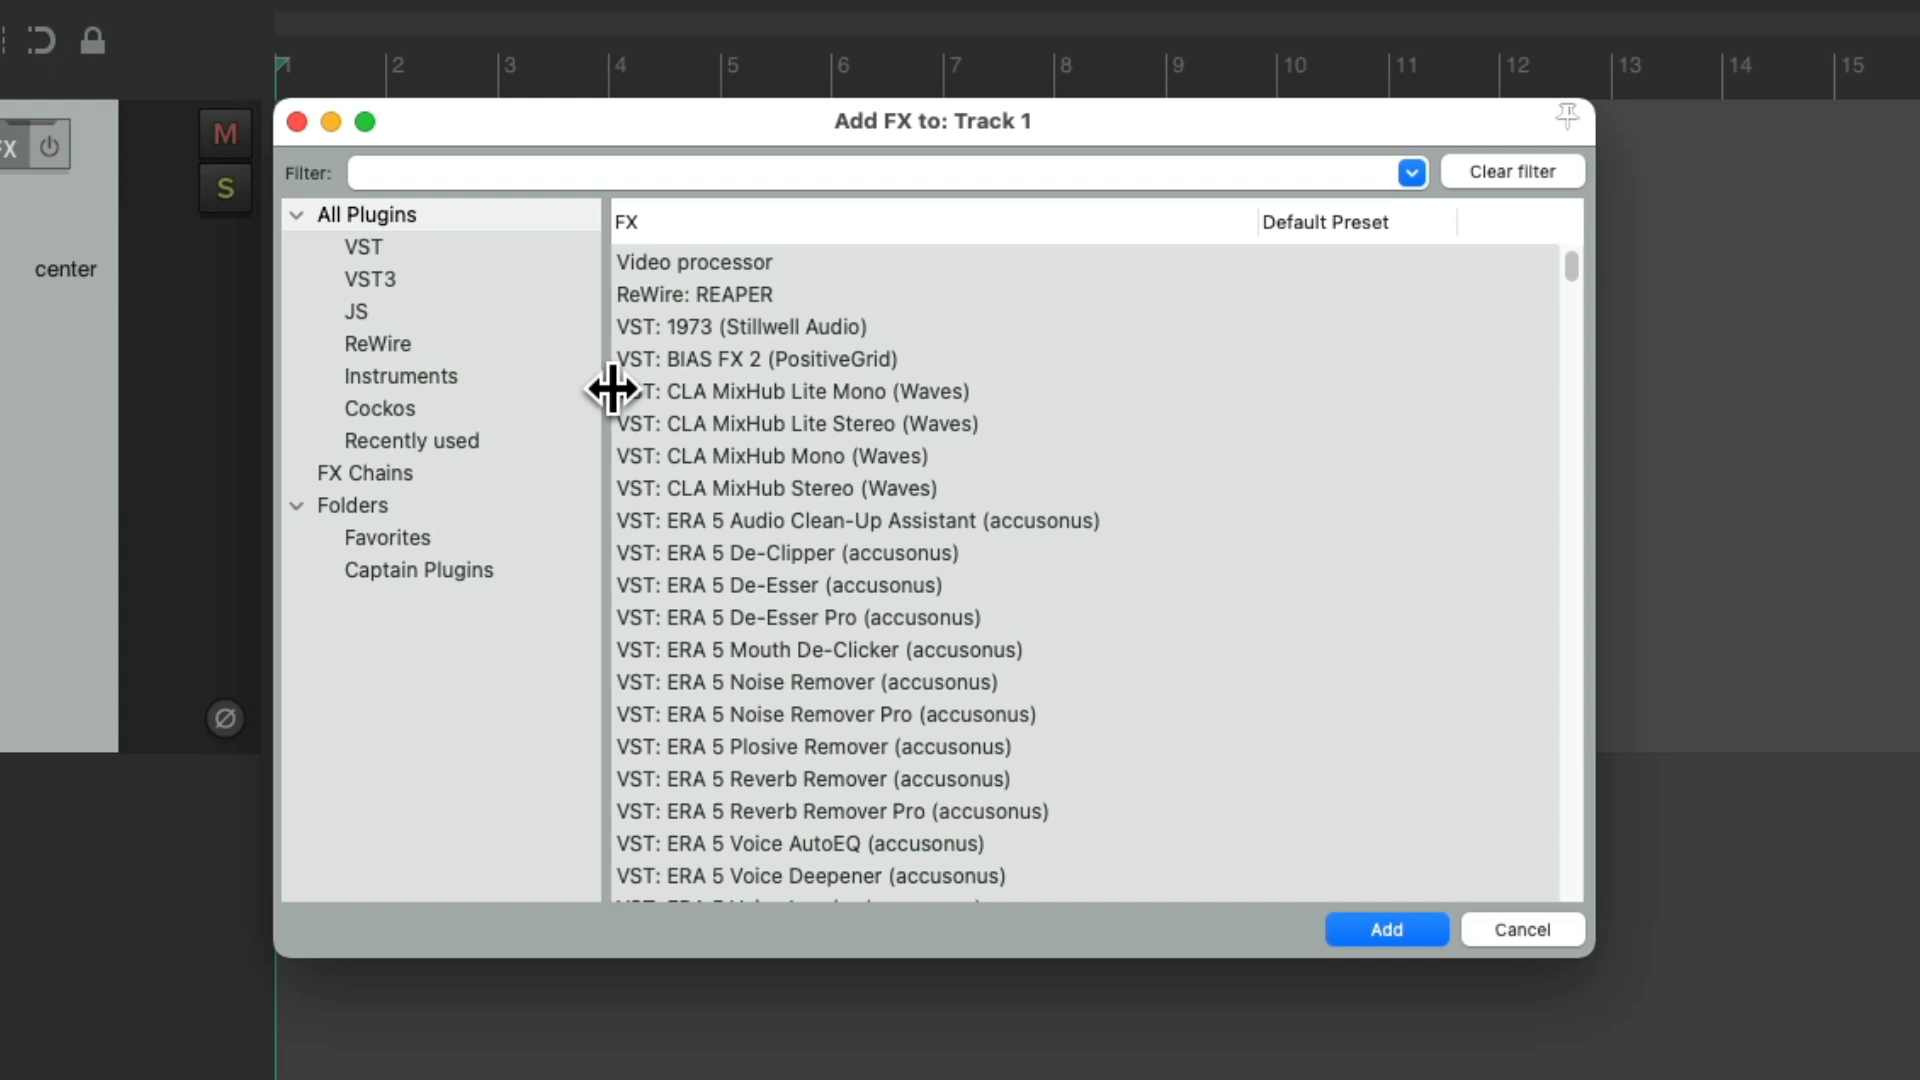 1 2 3 4 5 6 7 8 9 10 11 12 13 14 15
Add FX to: Track 1
FX
M
S
center
Filter:
Clear filter
All Plugins
VST
VST3
JS
ReWire
Instruments
Cockos
Recently used
FX Chains
Folders
Favorites
Captain Plugins
FX Default Preset
Video processor
ReWire: REAPER
VST: 1973 (Stillwell Audio)
VST: BIAS FX 2 (PositiveGrid)
VST: CLA MixHub Lite Mono (Waves)
VST: CLA MixHub Lite Stereo (Waves)
VST: CLA MixHub Mono (Waves)
VST: CLA MixHub Stereo (Waves)
VST: ERA 5 Audio Clean-Up Assistant (accusonus)
VST: ERA 5 De-Clipper (accusonus)
VST: ERA 5 De-Esser (accusonus)
VST: ERA 5 De-Esser Pro (accusonus)
VST: ERA 5 Mouth De-Clicker (accusonus)
VST: ERA 5 Noise Remover (accusonus)
VST: ERA 5 Noise Remover Pro (accusonus)
VST: ERA 5 Plosive Remover (accusonus)
VST: ERA 5 Reverb Remover (accusonus)
VST: ERA 5 Reverb Remover Pro (accusonus)
VST: ERA 5 Voice AutoEQ (accusonus)
VST: ERA 5 Voice Deepener (accusonus)
Add
Cancel